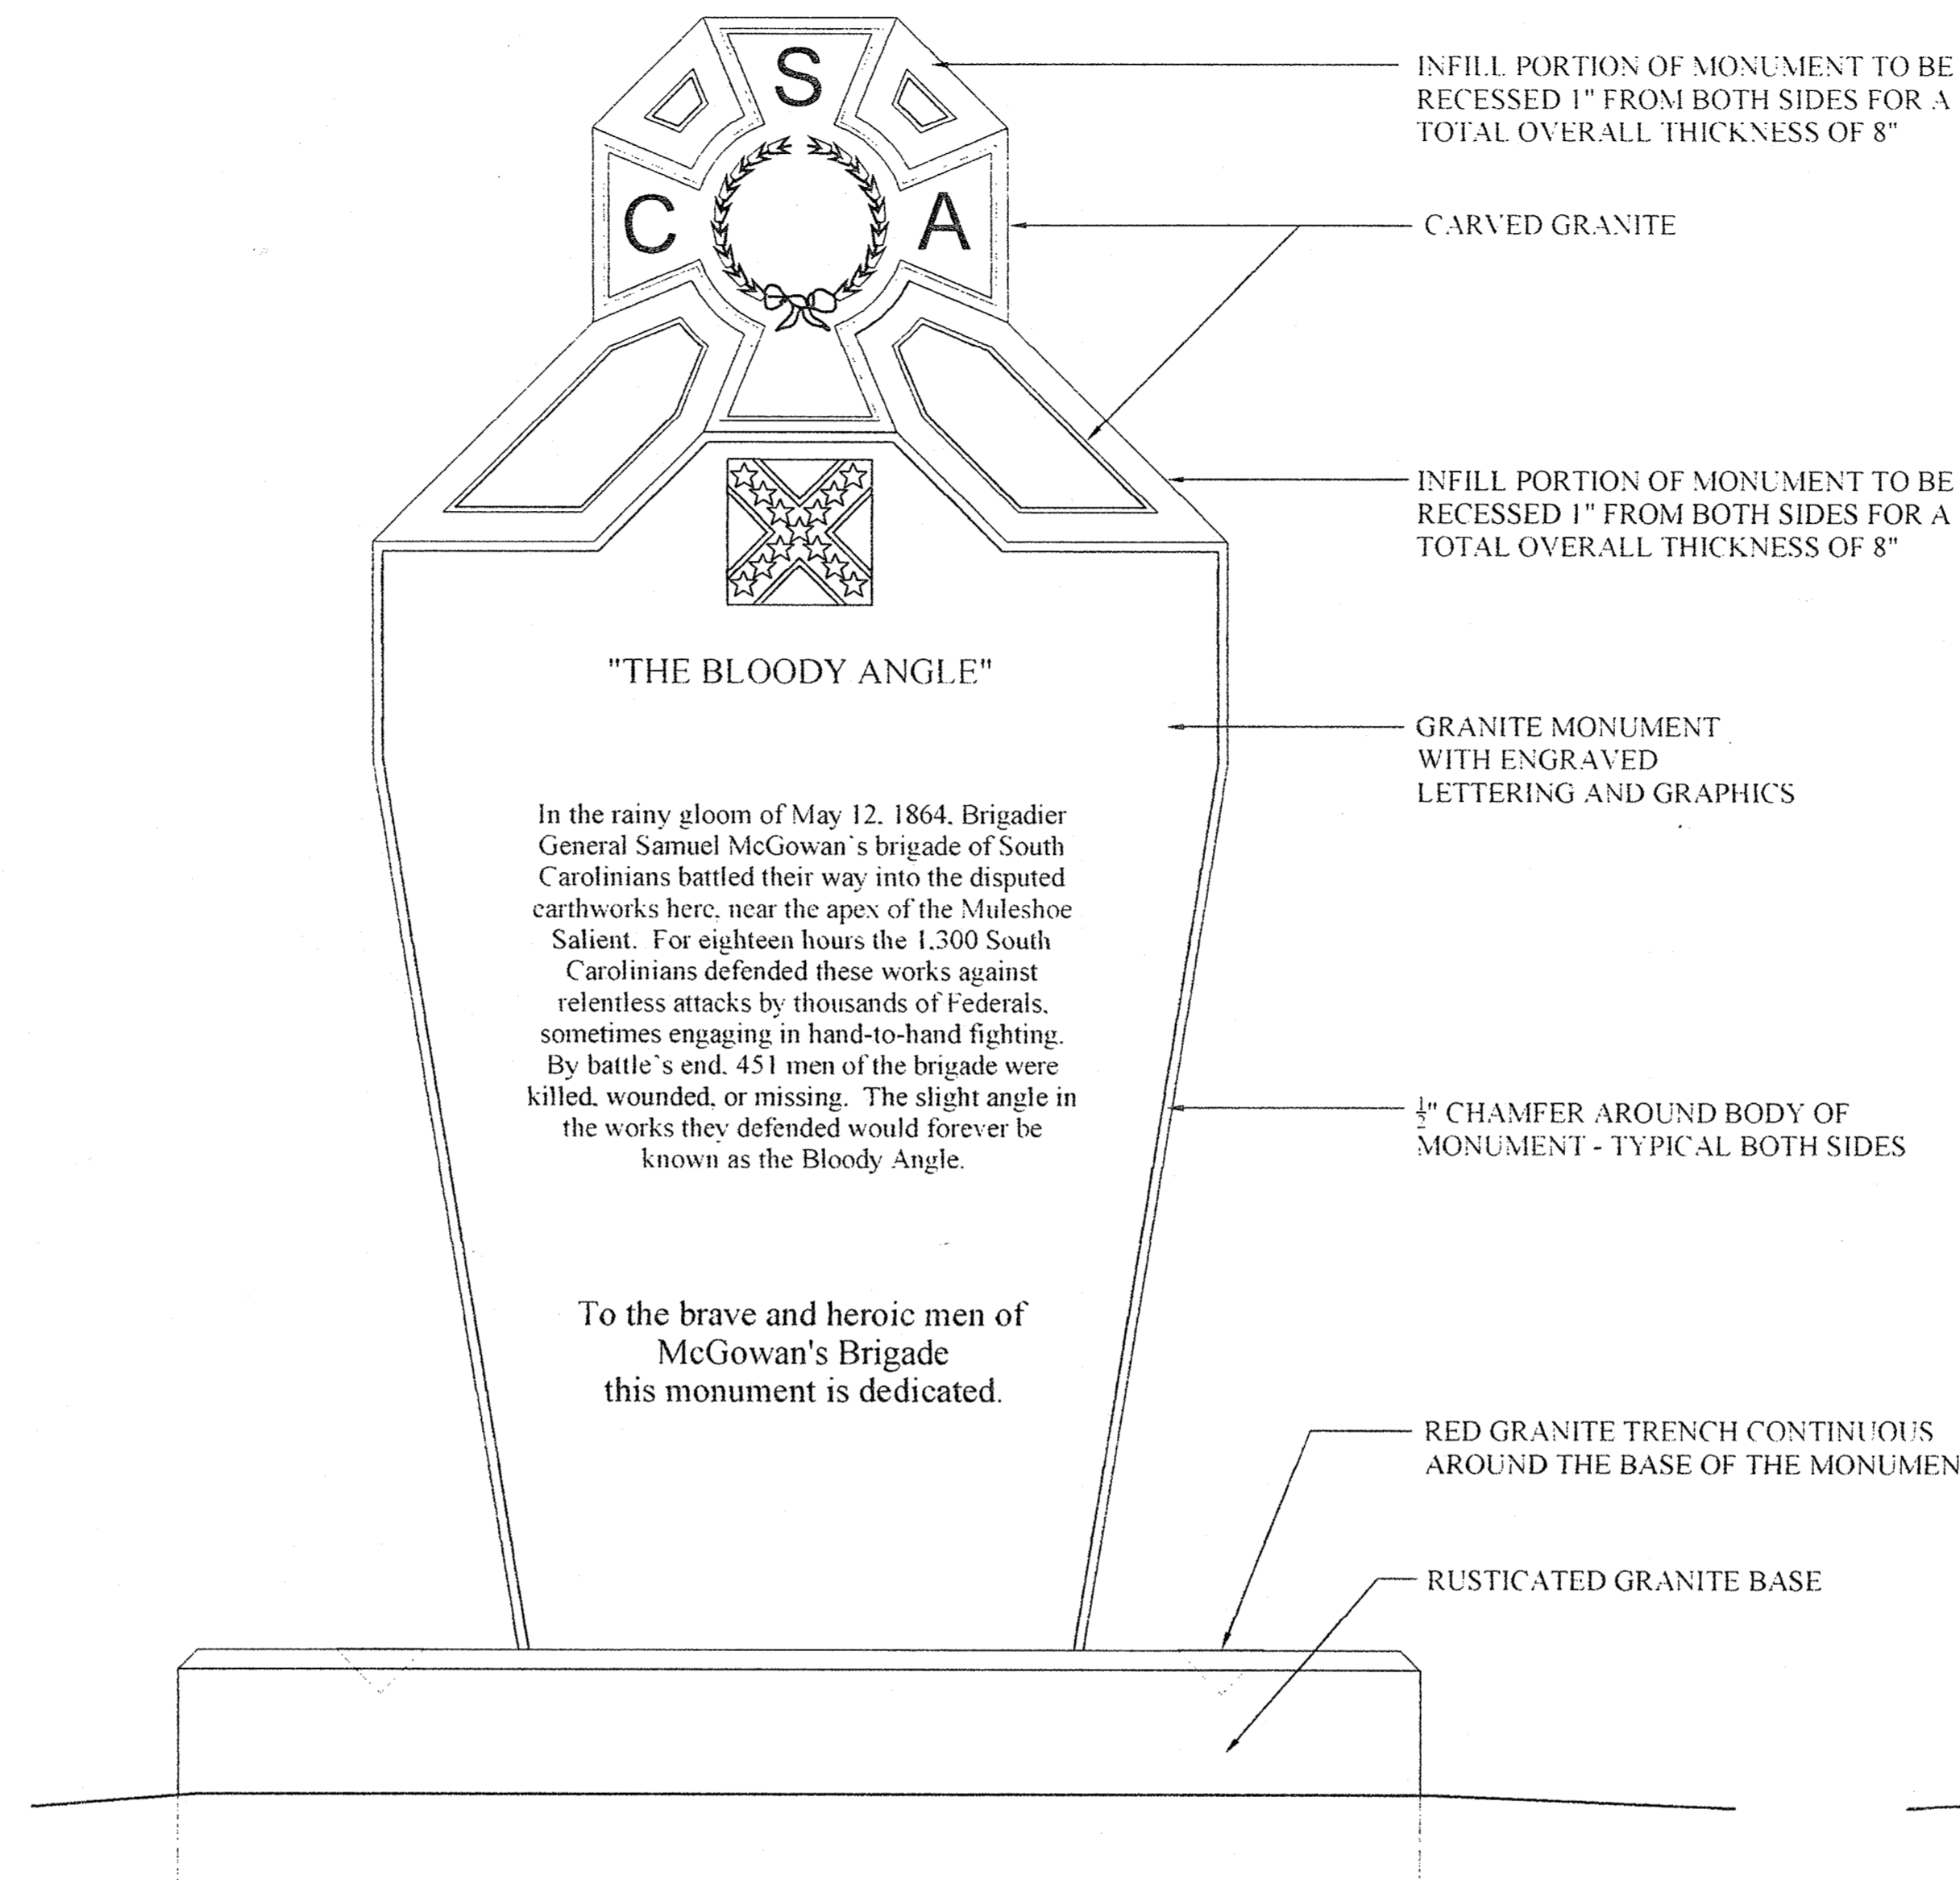 S
C A
INFILL PORTION OF MONUMENT TO BE
RECESSED 1" FROM BOTH SIDES FOR A
TOTAL OVERALL THICKNESS OF 8"
CARVED GRANITE
INFILL PORTION OF MONUMENT TO BE
RECESSED 1" FROM BOTH SIDES FOR A
TOTAL OVERALL THICKNESS OF 8"
"THE BLOODY ANGLE"
GRANITE MONUMENT
WITH ENGRAVED
LETTERING AND GRAPHICS
In the rainy gloom of May 12, 1864, Brigadier
General Samuel McGowan`s brigade of South
Carolinians battled their way into the disputed
earthworks here, near the apex of the Muleshoe
Salient. For eighteen hours the 1,300 South
Carolinians defended these works against
relentless attacks by thousands of Federals,
sometimes engaging in hand-to-hand fighting.
By battle`s end, 451 men of the brigade were
killed, wounded, or missing. The slight angle in
the works they defended would forever be
known as the Bloody Angle.
½" CHAMFER AROUND BODY OF
MONUMENT - TYPICAL BOTH SIDES
To the brave and heroic men of
McGowan's Brigade
this monument is dedicated.
RED GRANITE TRENCH CONTINUOUS
AROUND THE BASE OF THE MONUMEN
RUSTICATED GRANITE BASE